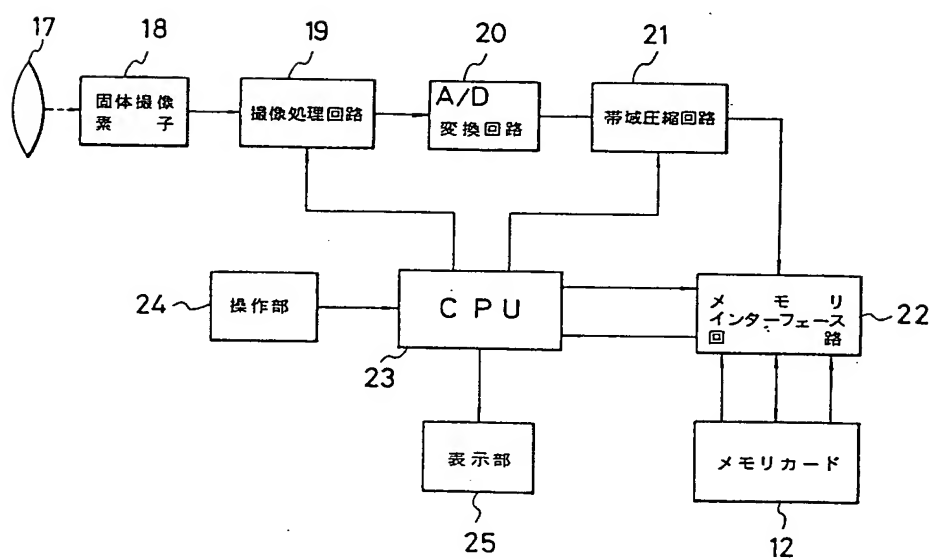 17
18
19
20
21
固体撮像
素子
撮像処理回路
A/D
変換回路
帯域圧縮回路
24
操作部
CPU
23
メモリ
インターフェース
回路
22
表示部
25
メモリカード
12